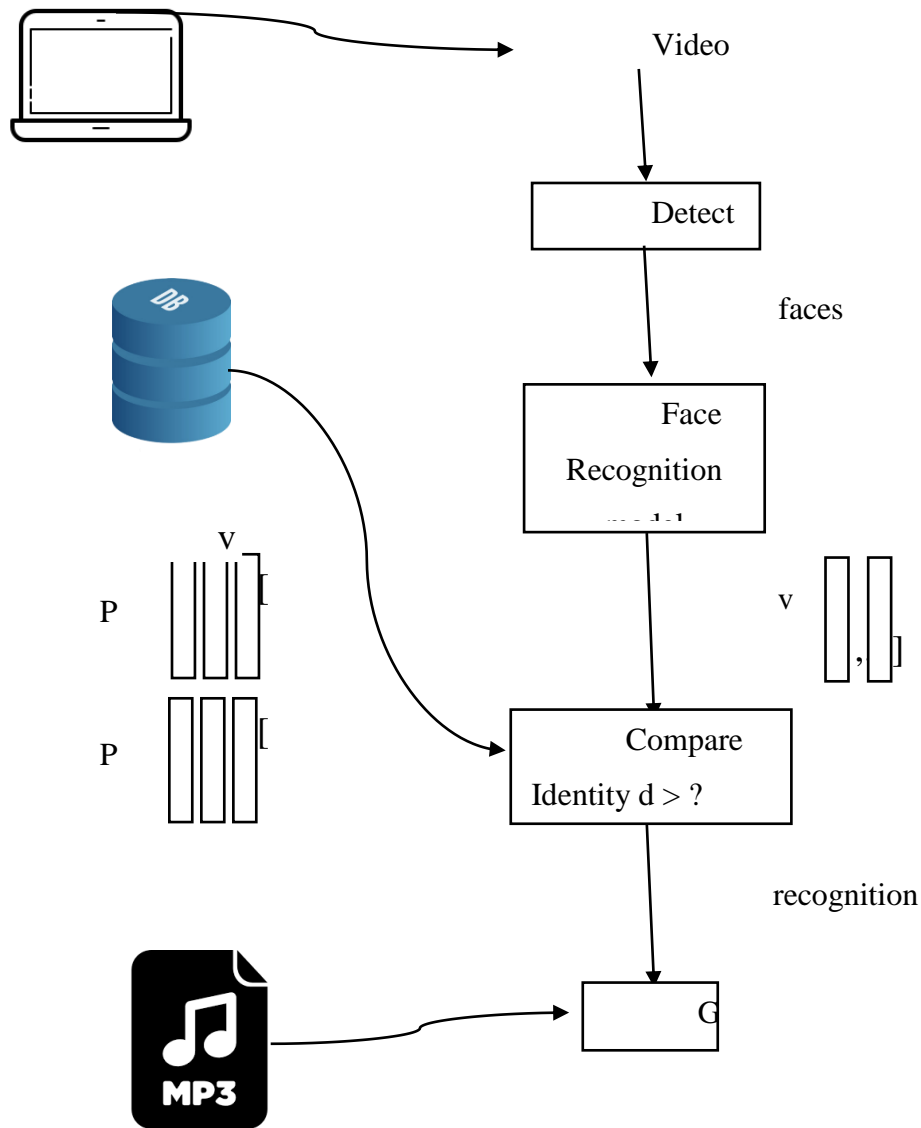 Video
Detect
DB
faces
Face
Recognition
v
[
P
v
, ]
[
P
Compare
Identity d > ?
recognition
G
MP3